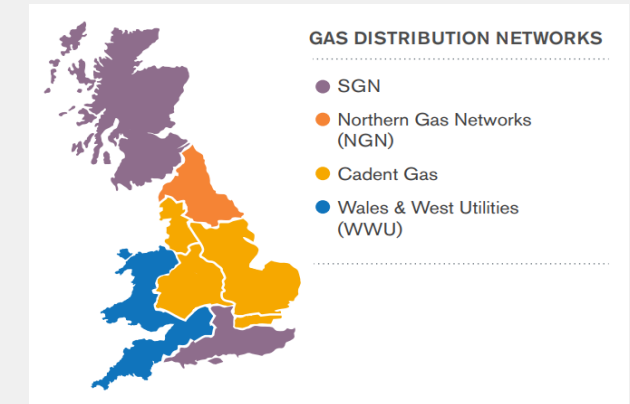 GAS DISTRIBUTION NETWORKS
SGN
Northern Gas Networks
(NGN)
Cadent Gas
Wales & West Utilities
(WWU)